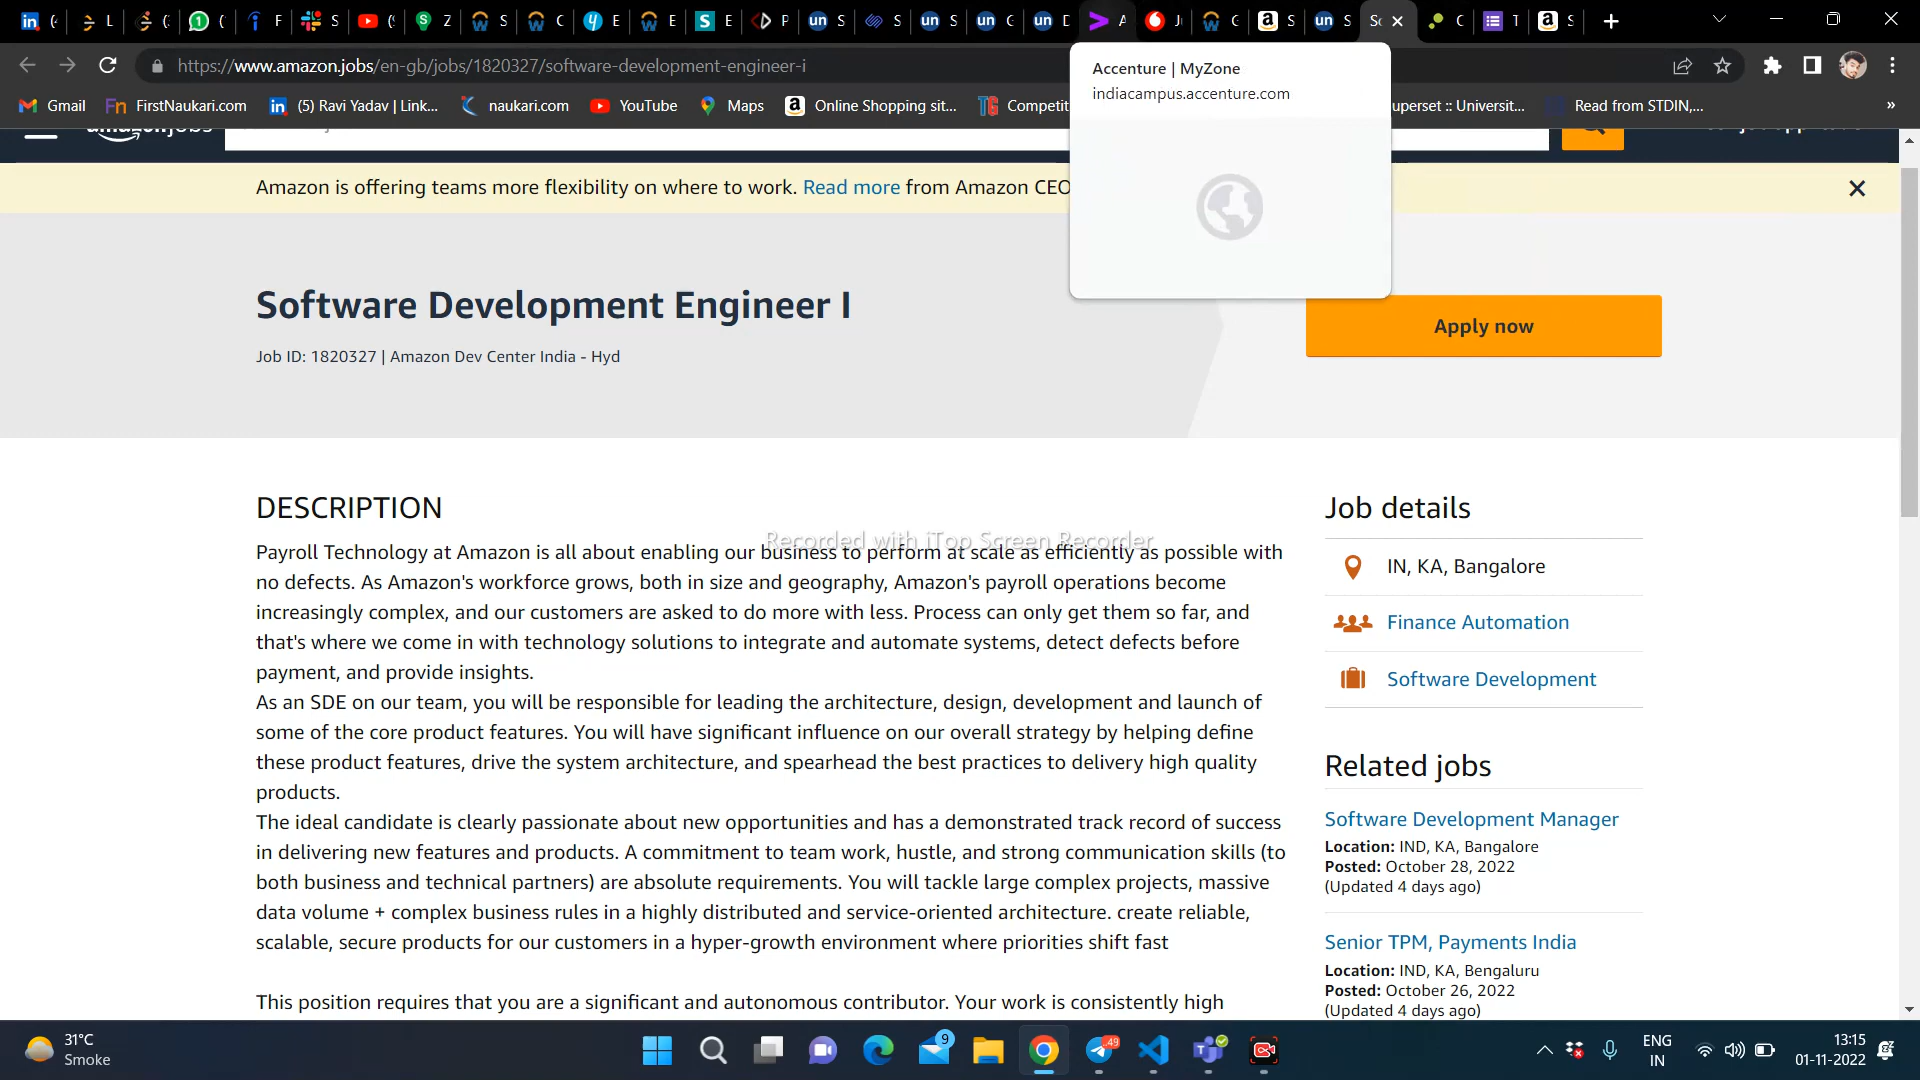 https://www.amazon.jobs/en-gb/jobs/1820327/software-development-engineer-i
Accenture | MyZone
indiacampus.accenture.com
Gmail
FirstNaukari.com
(5) Ravi Yadav | Link...
naukari.com
YouTube
Maps
Online Shopping sit...
Competit
uperset :: Universit...
Read from STDIN,...
»
Amazon is offering teams more flexibility on where to work. Read more from Amazon CEO
Software Development Engineer I
Job ID: 1820327 | Amazon Dev Center India - Hyd
Apply now
DESCRIPTION
Recorded with iTop Screen Recorder
Payroll Technology at Amazon is all about enabling our business to perform at scale as efficiently as possible with
no defects. As Amazon's workforce grows, both in size and geography, Amazon's payroll operations become
increasingly complex, and our customers are asked to do more with less. Process can only get them so far, and
that's where we come in with technology solutions to integrate and automate systems, detect defects before
payment, and provide insights.
As an SDE on our team, you will be responsible for leading the architecture, design, development and launch of
some of the core product features. You will have significant influence on our overall strategy by helping define
these product features, drive the system architecture, and spearhead the best practices to delivery high quality
products.
The ideal candidate is clearly passionate about new opportunities and has a demonstrated track record of success
in delivering new features and products. A commitment to team work, hustle, and strong communication skills (to
both business and technical partners) are absolute requirements. You will tackle large complex projects, massive
data volume + complex business rules in a highly distributed and service-oriented architecture. create reliable,
scalable, secure products for our customers in a hyper-growth environment where priorities shift fast
This position requires that you are a significant and autonomous contributor. Your work is consistently high
Job details
IN, KA, Bangalore
Finance Automation
Software Development
Related jobs
Software Development Manager
Location: IND, KA, Bangalore
Posted: October 28, 2022
(Updated 4 days ago)
Senior TPM, Payments India
Location: IND, KA, Bengaluru
Posted: October 26, 2022
(Updated 4 days ago)
31°C
Smoke
9
49
ENG
IN
13:15
01-11-2022